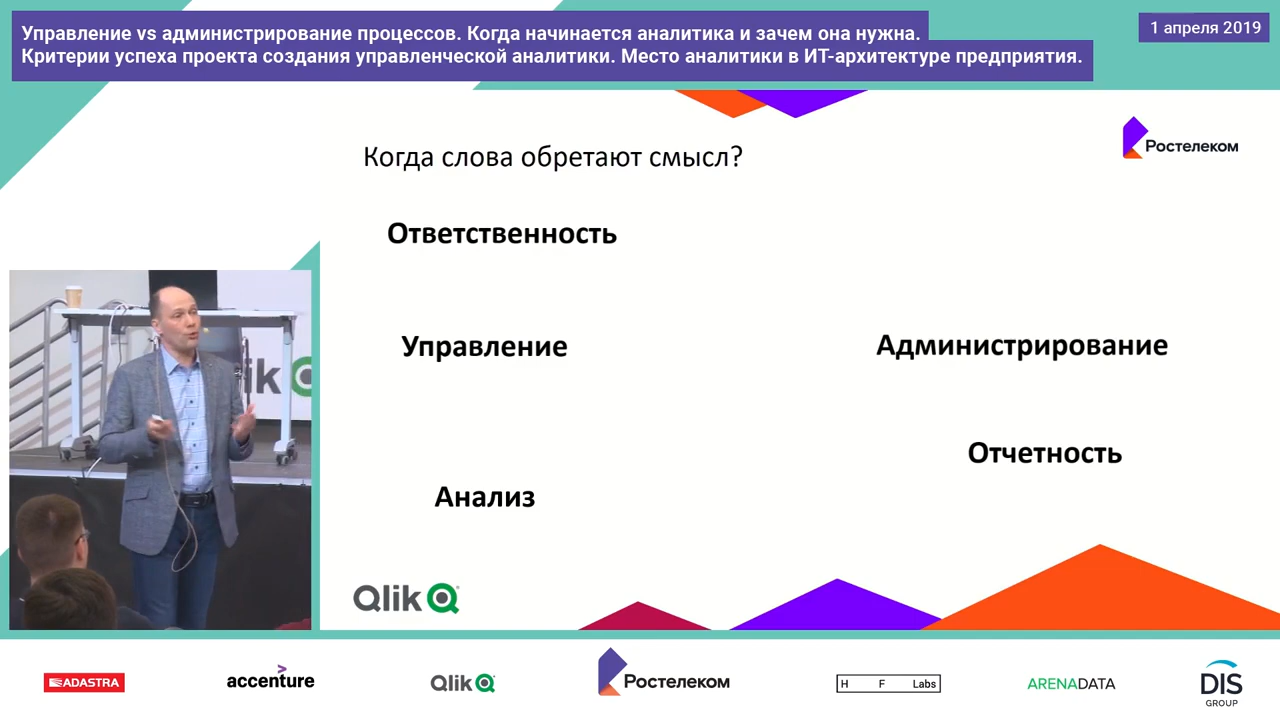 Управление vs администрирование процессов. Когда начинается аналитика и зачем она нужна.
Критерии успеха проекта создания управленческой аналитики. Место аналитики в ИТ-архитектуре предприятия.
1 апреля 2019
Ростелеком
Когда слова обретают смысл?
Ответственность
Управление
Администрирование
Отчетность
Анализ
lik
Qlik
ADASTRA
accenture
Qlik
Ростелеком
H F Labs
ARENADATA
DIS
GROUP